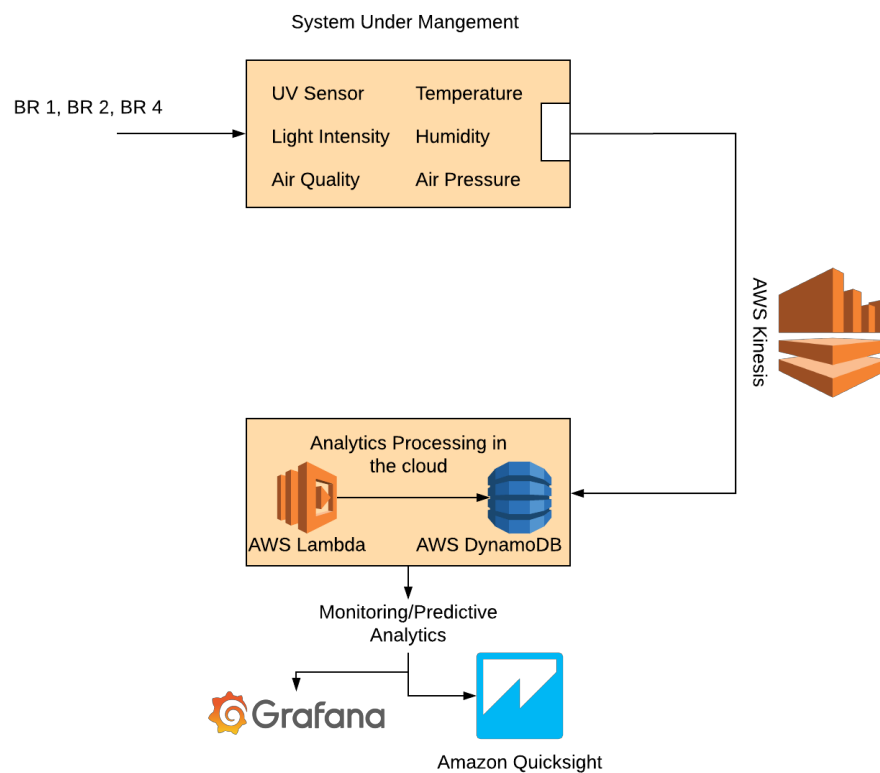 System Under Mangement
BR 1, BR 2, BR 4
UV Sensor
Temperature
Light Intensity
Humidity
Air Quality
Air Pressure
AWS Kinesis
Analytics Processing in
the cloud
AWS Lambda
AWS DynamoDB
Monitoring/Predictive
Analytics
Grafana
Amazon Quicksight